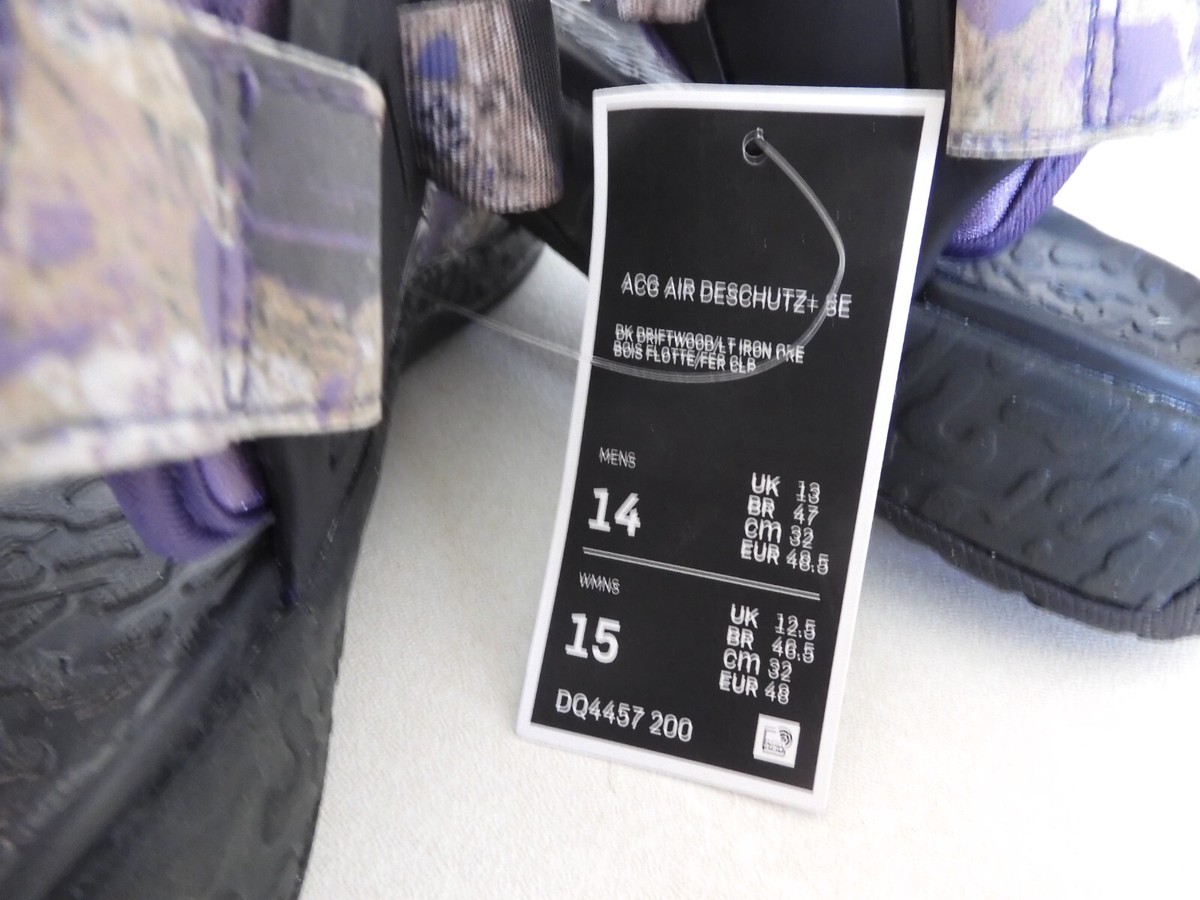 ACG AIR DESCHUTZ+ SE
DK DRIFTWOOD/LT IRON ORE
BOIS FLOTTE/FER CLR
MENS
14
UK 13
BR 47
cm 32
EUR 48.5
WMNS
15
UK 12.5
BR 46.5
cm 32
EUR 48
DQ4457 200